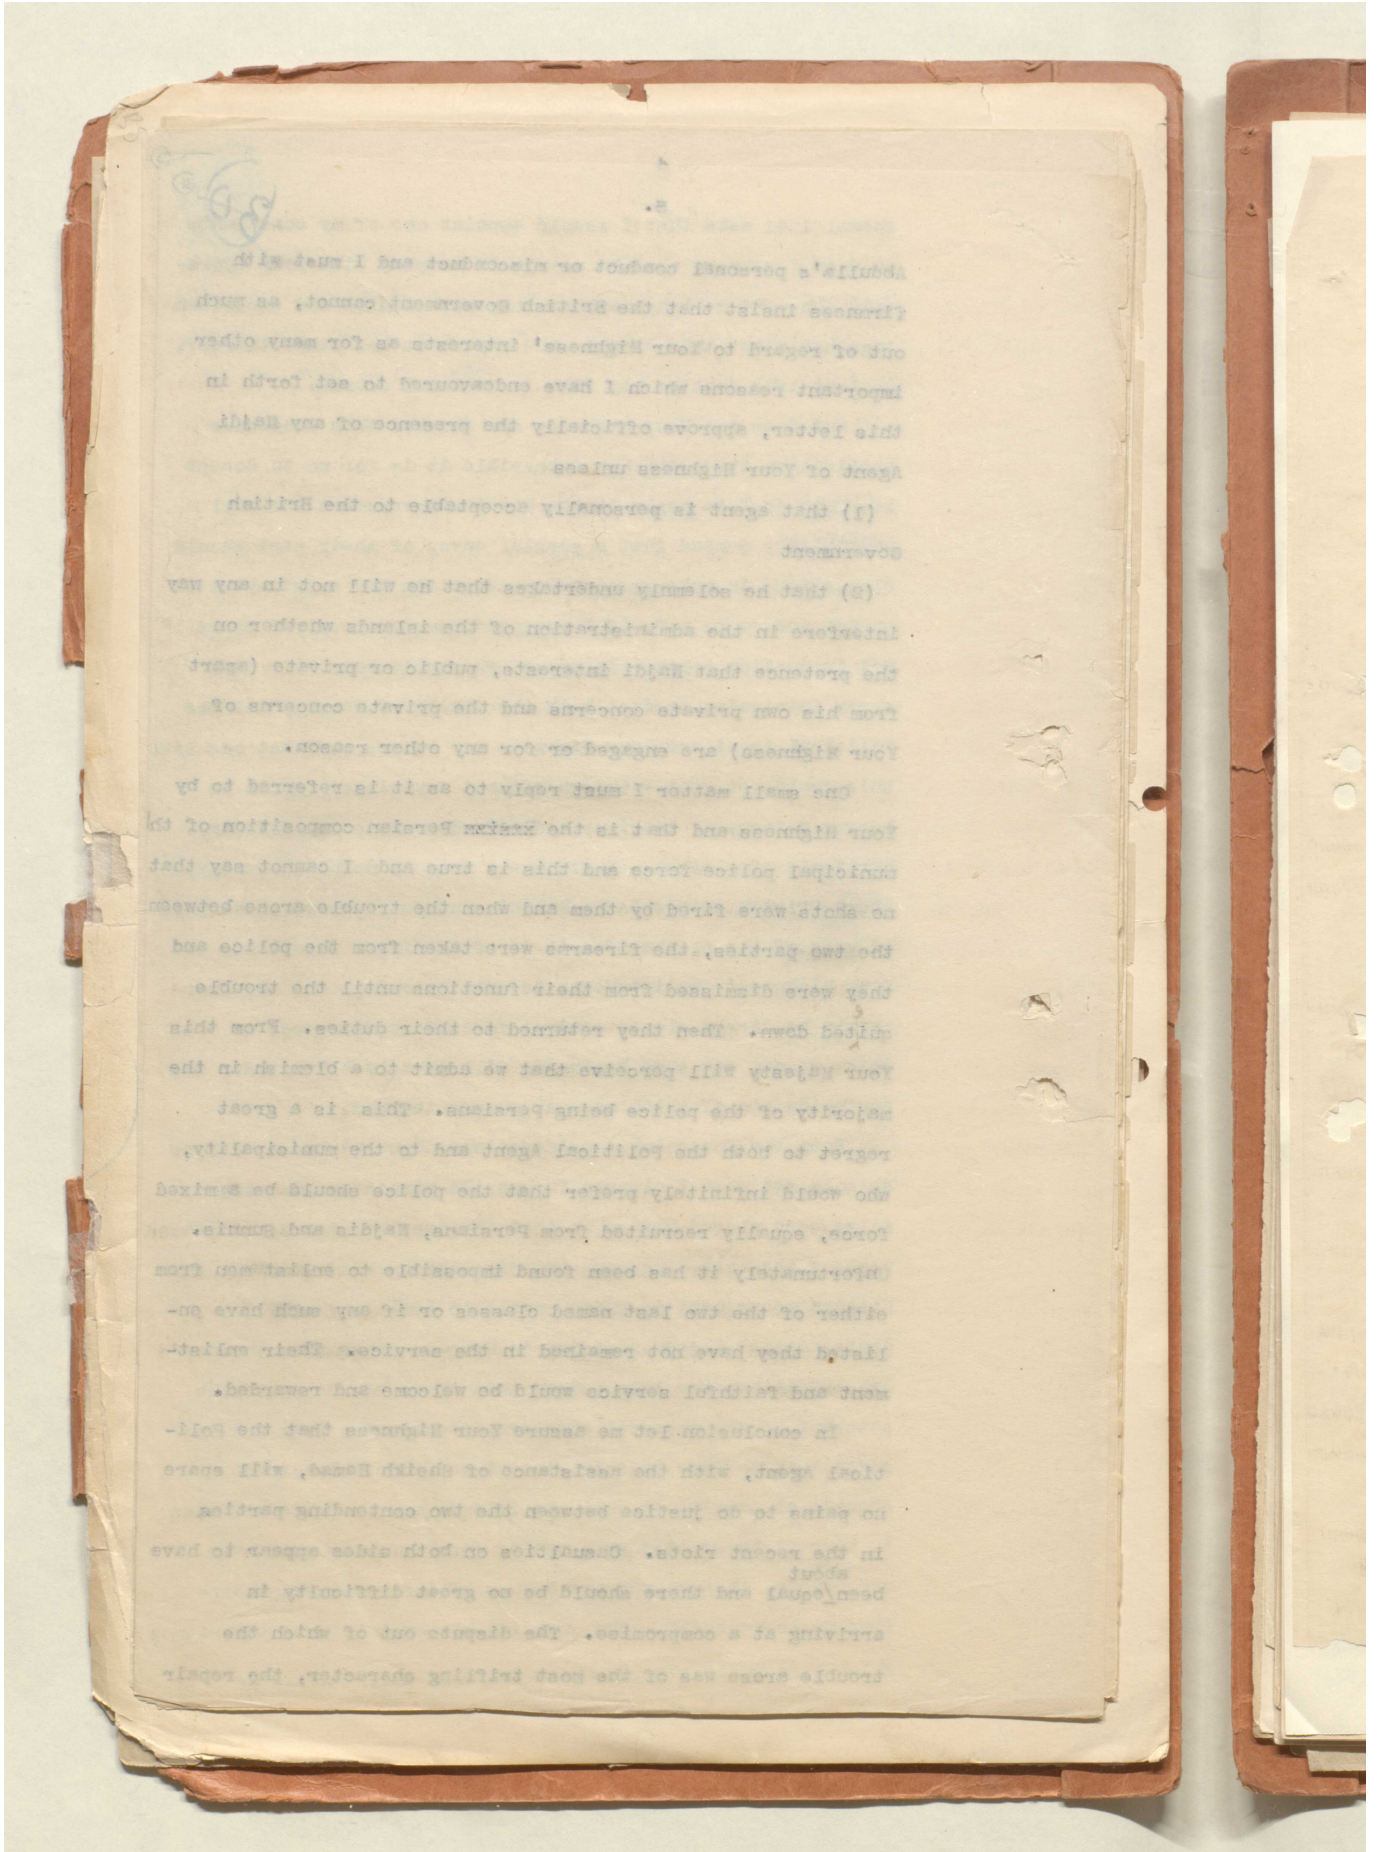 4
5.
Abdulla's personal conduct or misconduct and I must with
firmness insist that the British Government cannot, as much
out of regard to Your Highness' interests as for many other
important reasons which I have endeavoured to set forth in
this letter, approve officially the presence of any Najdi
Agent of Your Highness unless
(1) that agent is personally acceptable to the British
Government
(2) that he solemnly undertakes that he will not in any way
interfere in the administration of the islands whether on
the pretence that Najdi interests, public or private (apart
from his own private concerns and the private concerns of
Your Highness) are engaged or for any other reason.
One small matter I must reply to as it is referred to by
Your Highness and that is the Persian composition of th
municipal police force and this is true and I cannot say that
no shots were fired by them and when the trouble arose between
the two parties, the firearms were taken from the police and
they were dismissed from their functions until the trouble
quited down. Then they returned to their duties. From this
Your Majesty will perceive that we admit to a blemish in the
majority of the police being Persians. This is a great
regret to both the Political Agent and to the municipality,
who would infinitely prefer that the police should be a mixed
force, equally recruited from Persians, Najdis and Sunnis.
Unfortunately it has been found impossible to enlist men from
either of the two last named classes or if any such have en-
listed they have not remained in the service. Their enlist-
ment and faithful service would be welcome and rewarded.
In conclusion let me assure Your Highness that the Poli-
tical Agent, with the assistance of Sheikh Hamad, will spare
no pains to do justice between the two contending parties
in the recent riots. Casualties on both sides appear to have
about
been/equal and there should be no great difficulty in
arriving at a compromise. The dispute out of which the
trouble arose was of the most trifling character, the repair